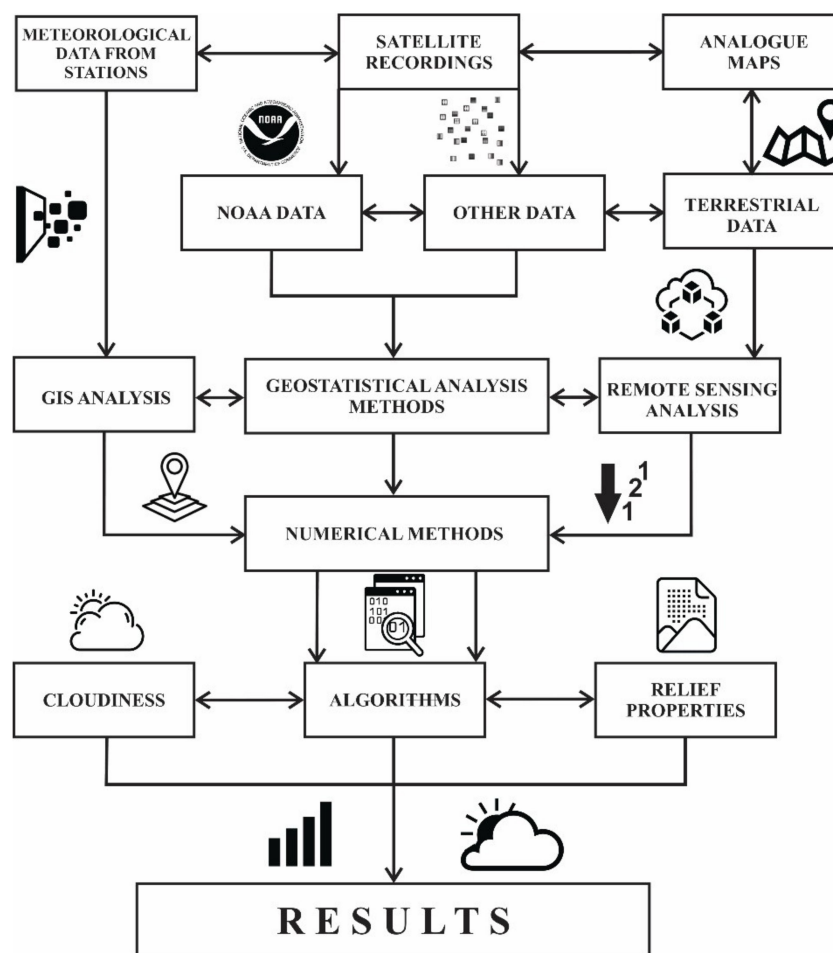 METEOROLOGICAL
DATA FROM
STATIONS
SATELLITE
RECORDINGS
ANALOGUE
MAPS
NOAA
NOAA DATA
OTHER DATA
TERRESTRIAL
DATA
GIS ANALYSIS
GEOSTATISTICAL ANALYSIS
METHODS
REMOTE SENSING
ANALYSIS
1
2
1
NUMERICAL METHODS
010
101
00
01
CLOUDINESS
ALGORITHMS
RELIEF
PROPERTIES
RESULTS